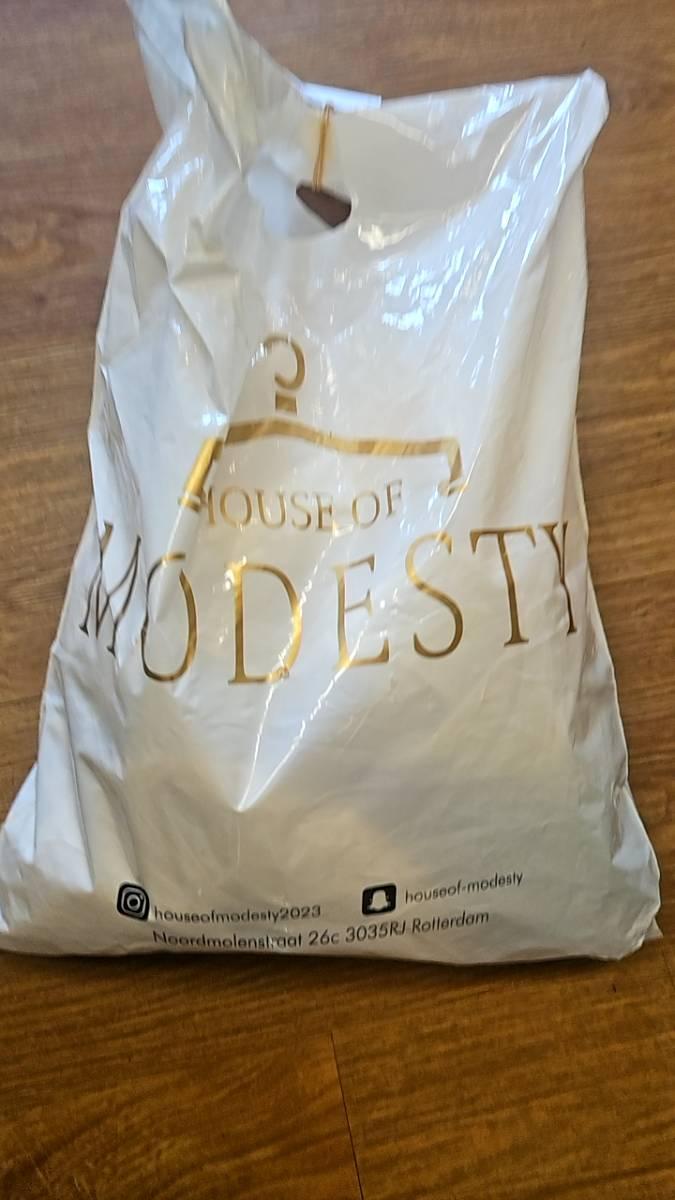 HOUSE OF
MODESTY
houseofmodesty2023
houseof-modesty
Noordmolenstraat 26c 3035RJ Rotterdam